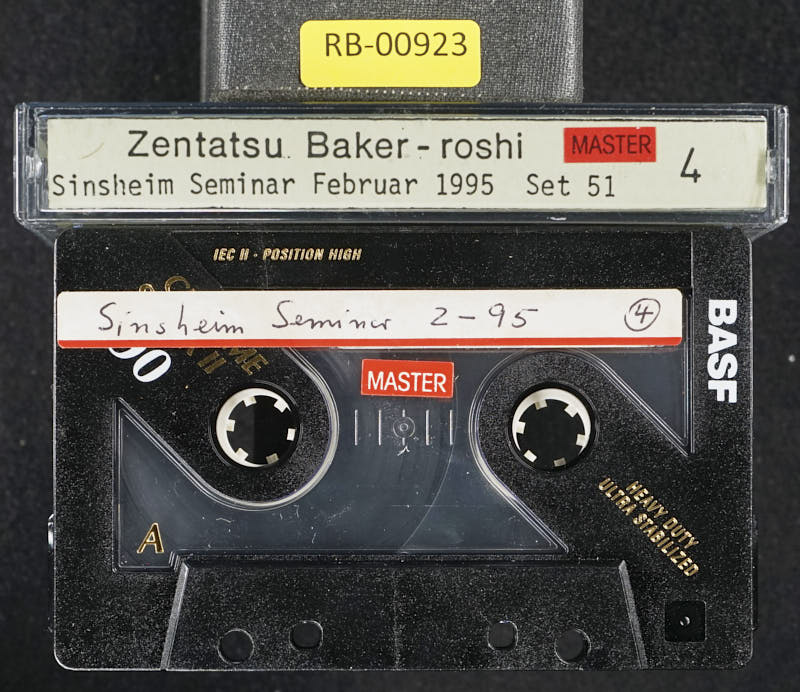 RB-00923
Zentatsu Baker - roshi MASTER 4
Sinsheim Seminar Februar 1995 Set 51
IEC II · POSITION HIGH
Sinsheim Seminar 2-95 4
BASF
MASTER
HEAVY DUTY
ULTRA STABILIZED
A